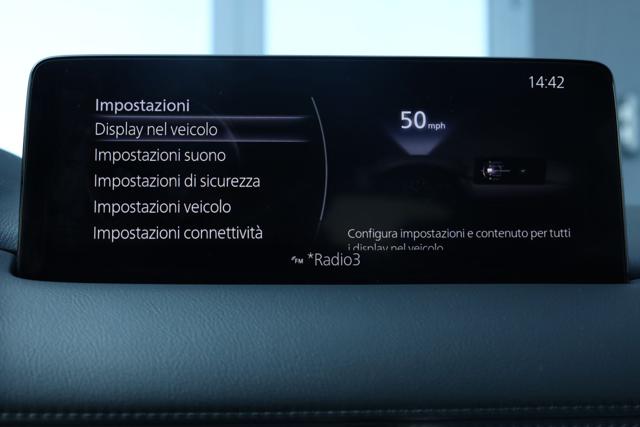 14:42
Impostazioni
Display nel veicolo
Impostazioni suono
Impostazioni di sicurezza
Impostazioni veicolo
Impostazioni connettività
50 mph
Configura impostazioni e contenuto per tutti
i display nel veicolo
FM *Radio3